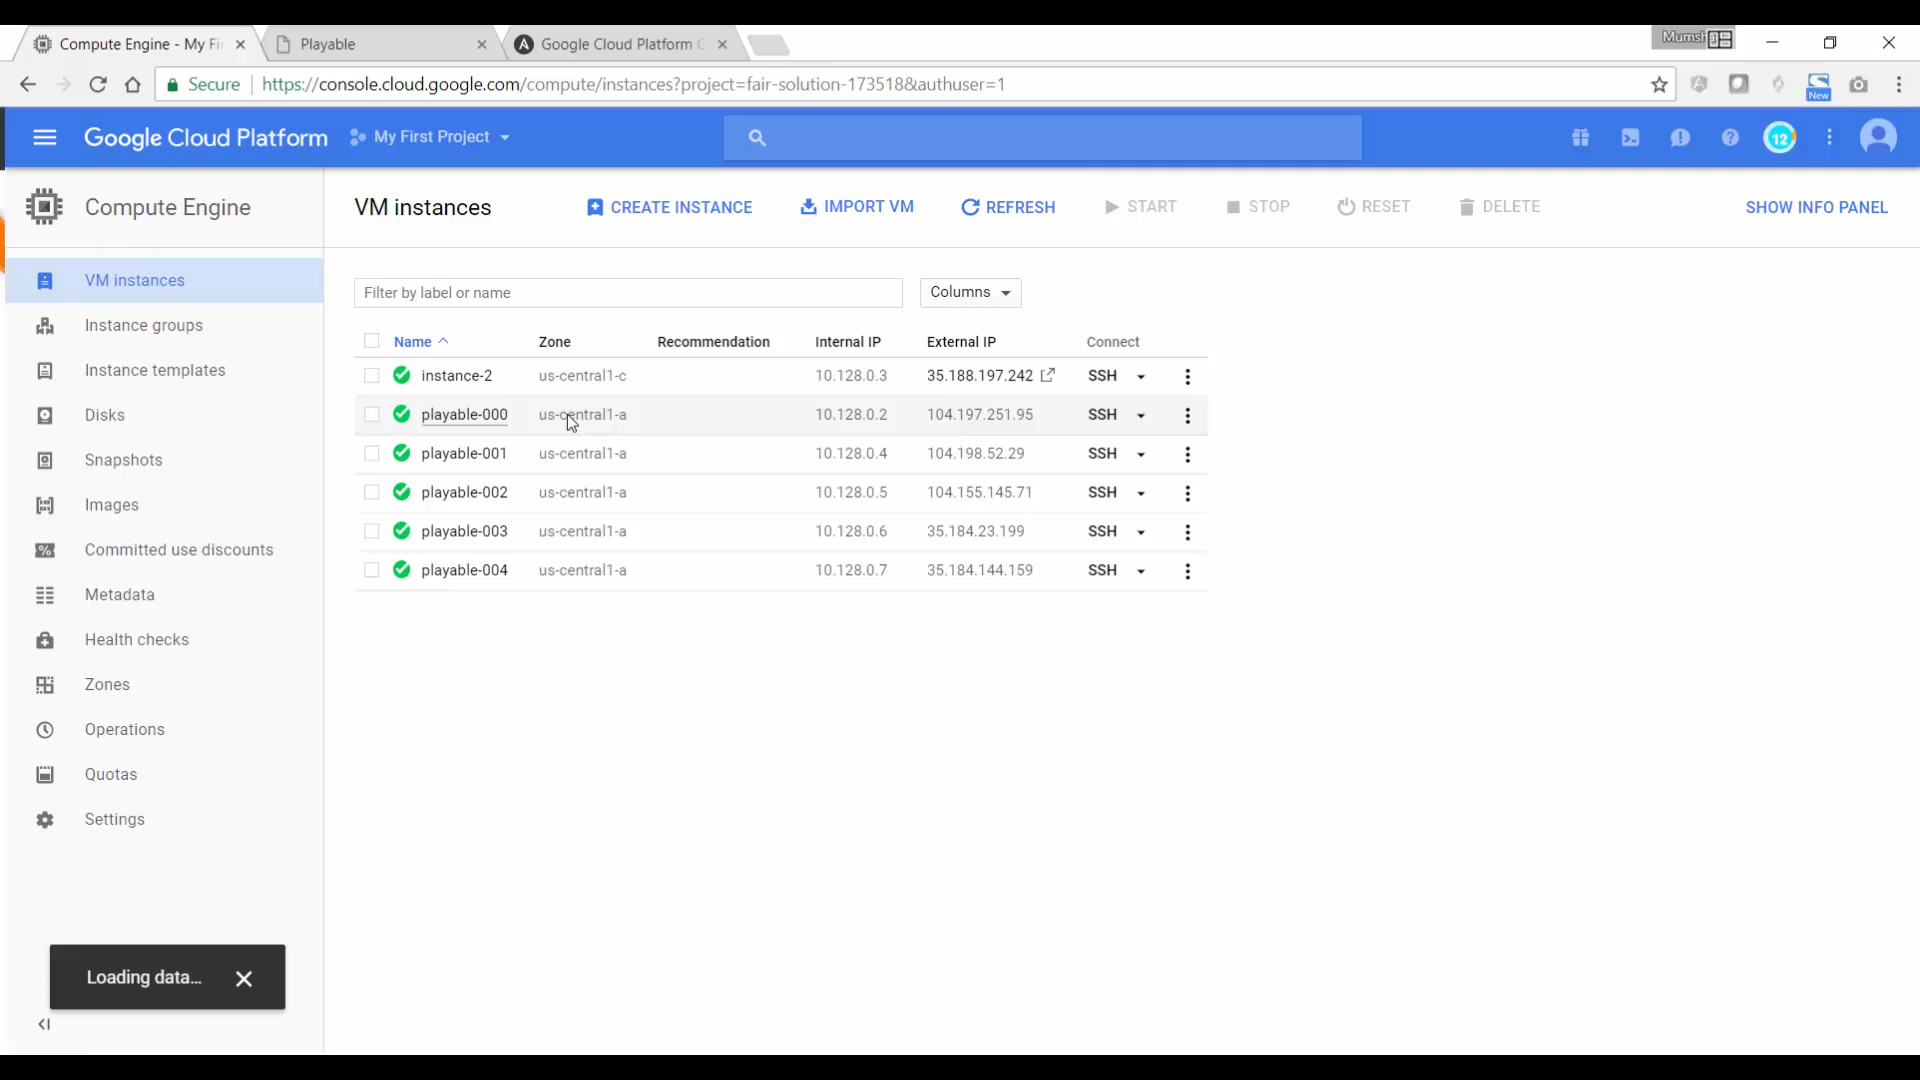 Compute Engine - My Fi
Playable
Google Cloud Platform
Secure
https://console.cloud.google.com/compute/instances?project=fair-solution-173518&authuser=1
New
Google Cloud Platform
My First Project
12
Compute Engine
VM instances
CREATE INSTANCE
IMPORT VM
REFRESH
START
STOP
RESET
DELETE
SHOW INFO PANEL
VM instances
Instance groups
Instance templates
Disks
Snapshots
Images
Committed use discounts
Metadata
Health checks
Zones
Operations
Quotas
Settings
Filter by label or name
Columns
Name Zone Recommendation Internal IP External IP Connect
instance-2 us-central1-c 10.128.0.3 35.188.197.242 SSH
playable-000 us-central1-a 10.128.0.2 104.197.251.95 SSH
playable-001 us-central1-a 10.128.0.4 104.198.52.29 SSH
playable-002 us-central1-a 10.128.0.5 104.155.145.71 SSH
playable-003 us-central1-a 10.128.0.6 35.184.23.199 SSH
playable-004 us-central1-a 10.128.0.7 35.184.144.159 SSH
Loading data...